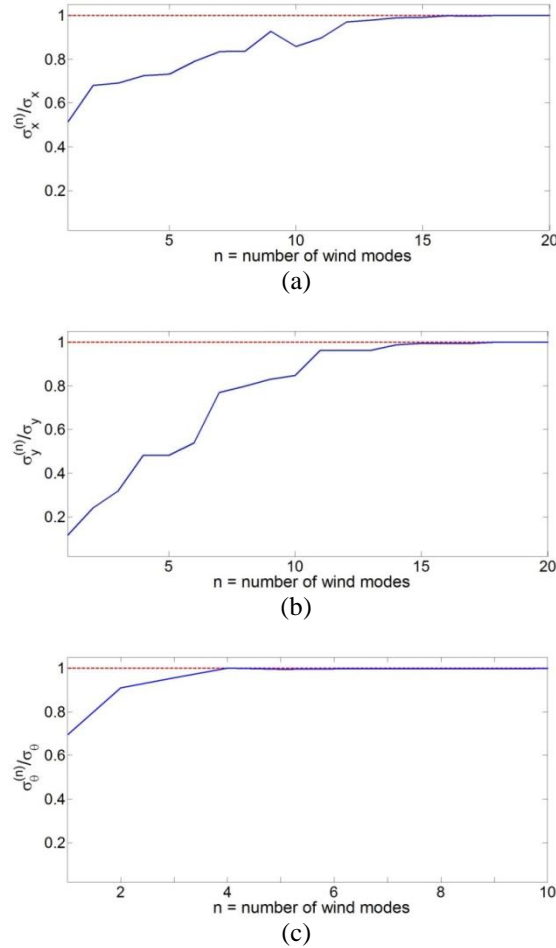 1
0.8
0.6
0.4
0.2
σx(n)/σx
5 10 15 20
n = number of wind modes
(a)
1
0.8
0.6
0.4
0.2
σy(n)/σy
5 10 15 20
n = number of wind modes
(b)
1
0.8
0.6
0.4
0.2
σθ(n)/σθ
2 4 6 8 10
n = number of wind modes
(c)